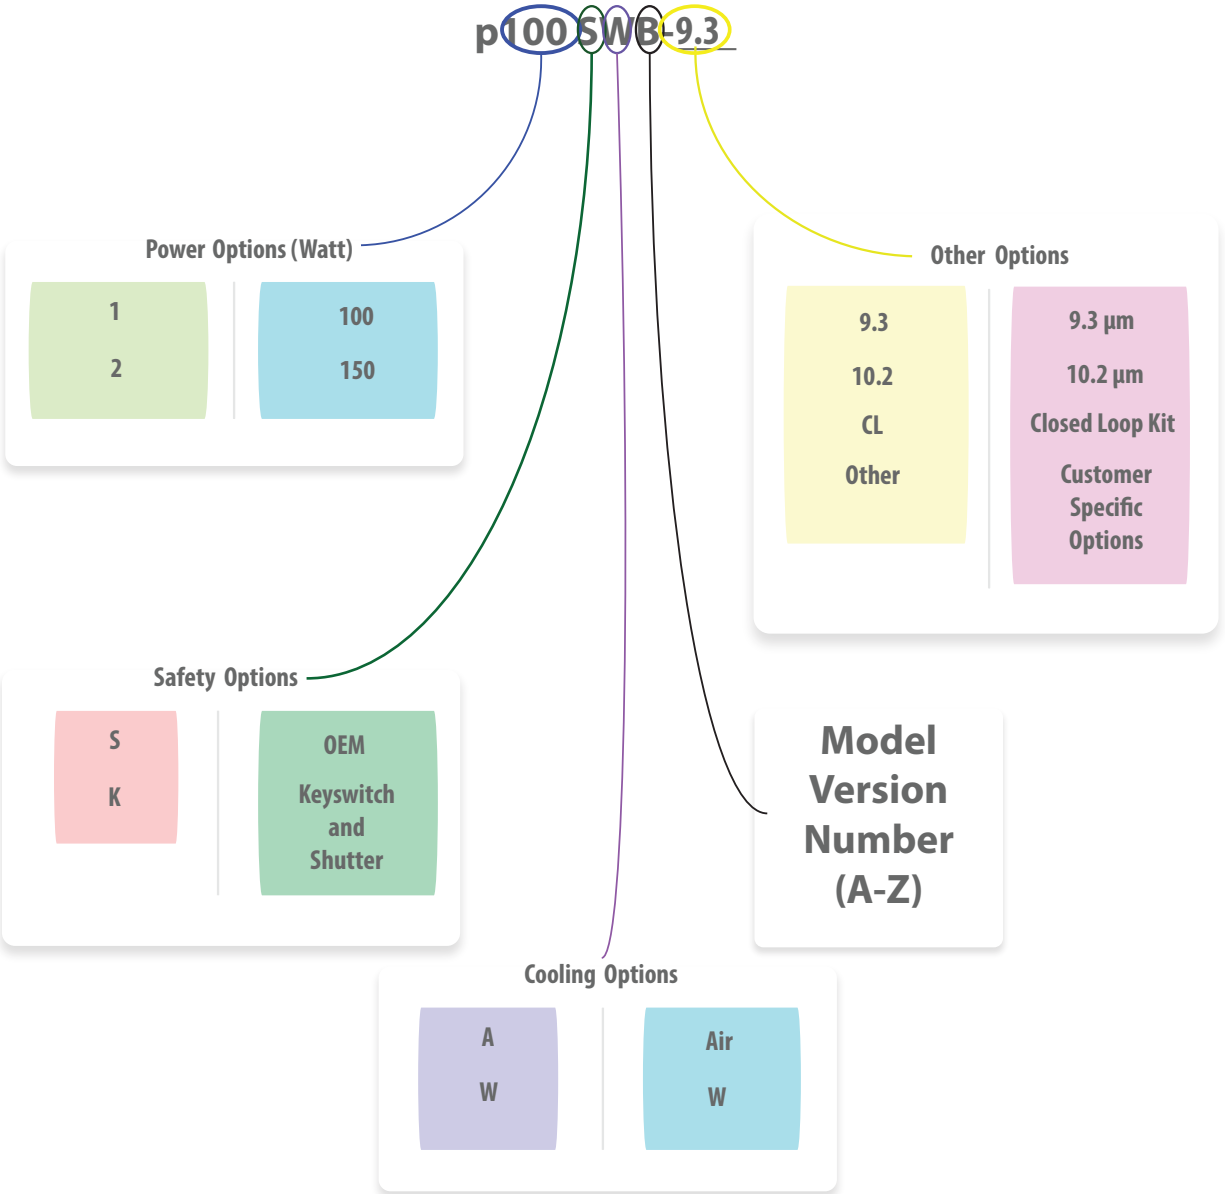 p100SWB-9.3
Power Options (Watt)
1
2
100
150
Other Options
9.3
10.2
CL
Other
9.3 µm
10.2 µm
Closed Loop Kit
Customer
Specific
Options
Safety Options
S
K
OEM
Keyswitch
and
Shutter
Model
Version
Number
(A-Z)
Cooling Options
A
W
Air
W